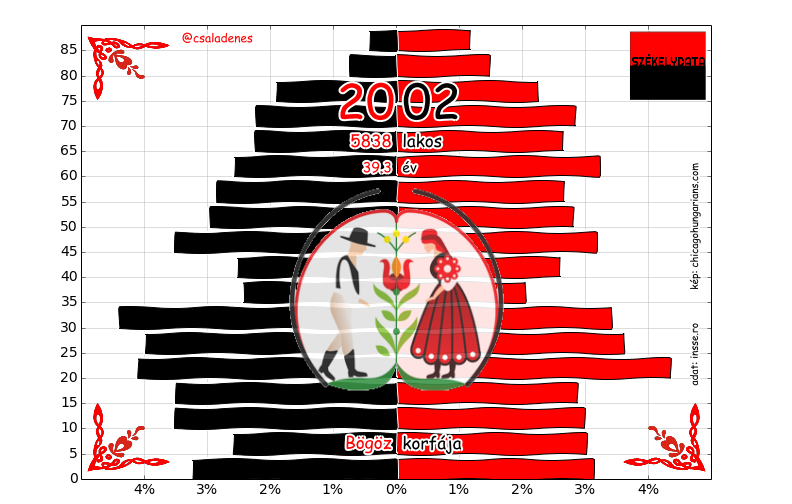 @csaladenes
SZÉKELYDATA
2002
5838 lakos
39.3 év
85
80
75
70
65
60
55
50
45
40
35
30
25
20
15
10
5
0
kép: chicagohungarians.com
adat: insse.ro
Bögöz korfája
4% 3% 2% 1% 0% 1% 2% 3% 4%